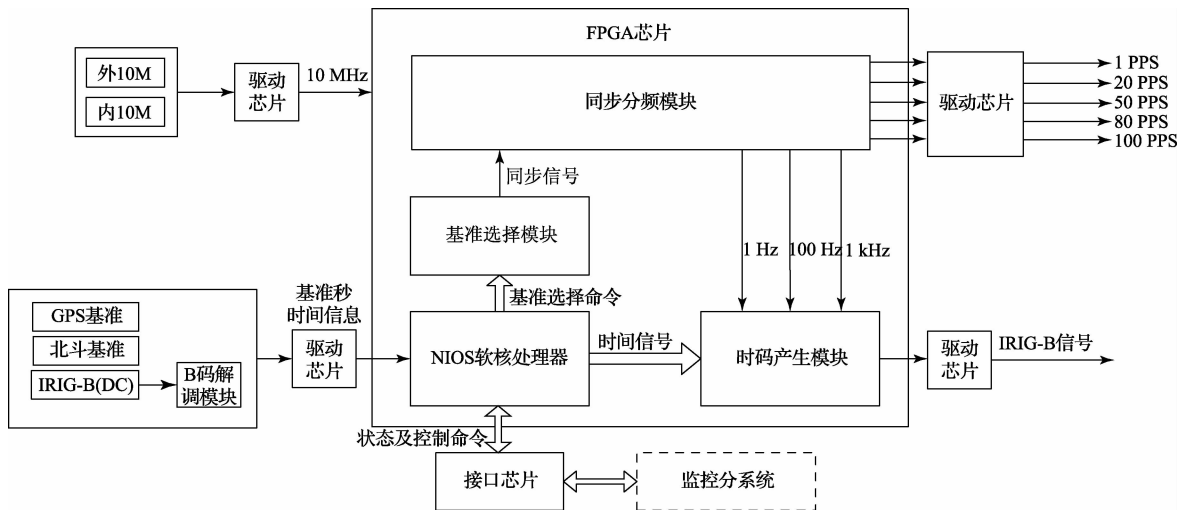 FPGA芯片
外10M
内10M
驱动
芯片
10 MHz
同步分频模块
驱动芯片
1 PPS
20 PPS
50 PPS
80 PPS
100 PPS
同步信号
基准选择模块
1 Hz
100 Hz
1 kHz
基准选择命令
基准秒
时间信息
GPS基准
北斗基准
IRIG-B(DC)
B码解
调模块
驱动
芯片
NIOS软核处理器
时间信号
时码产生模块
驱动
芯片
IRIG-B信号
状态及控制命令
接口芯片
监控分系统